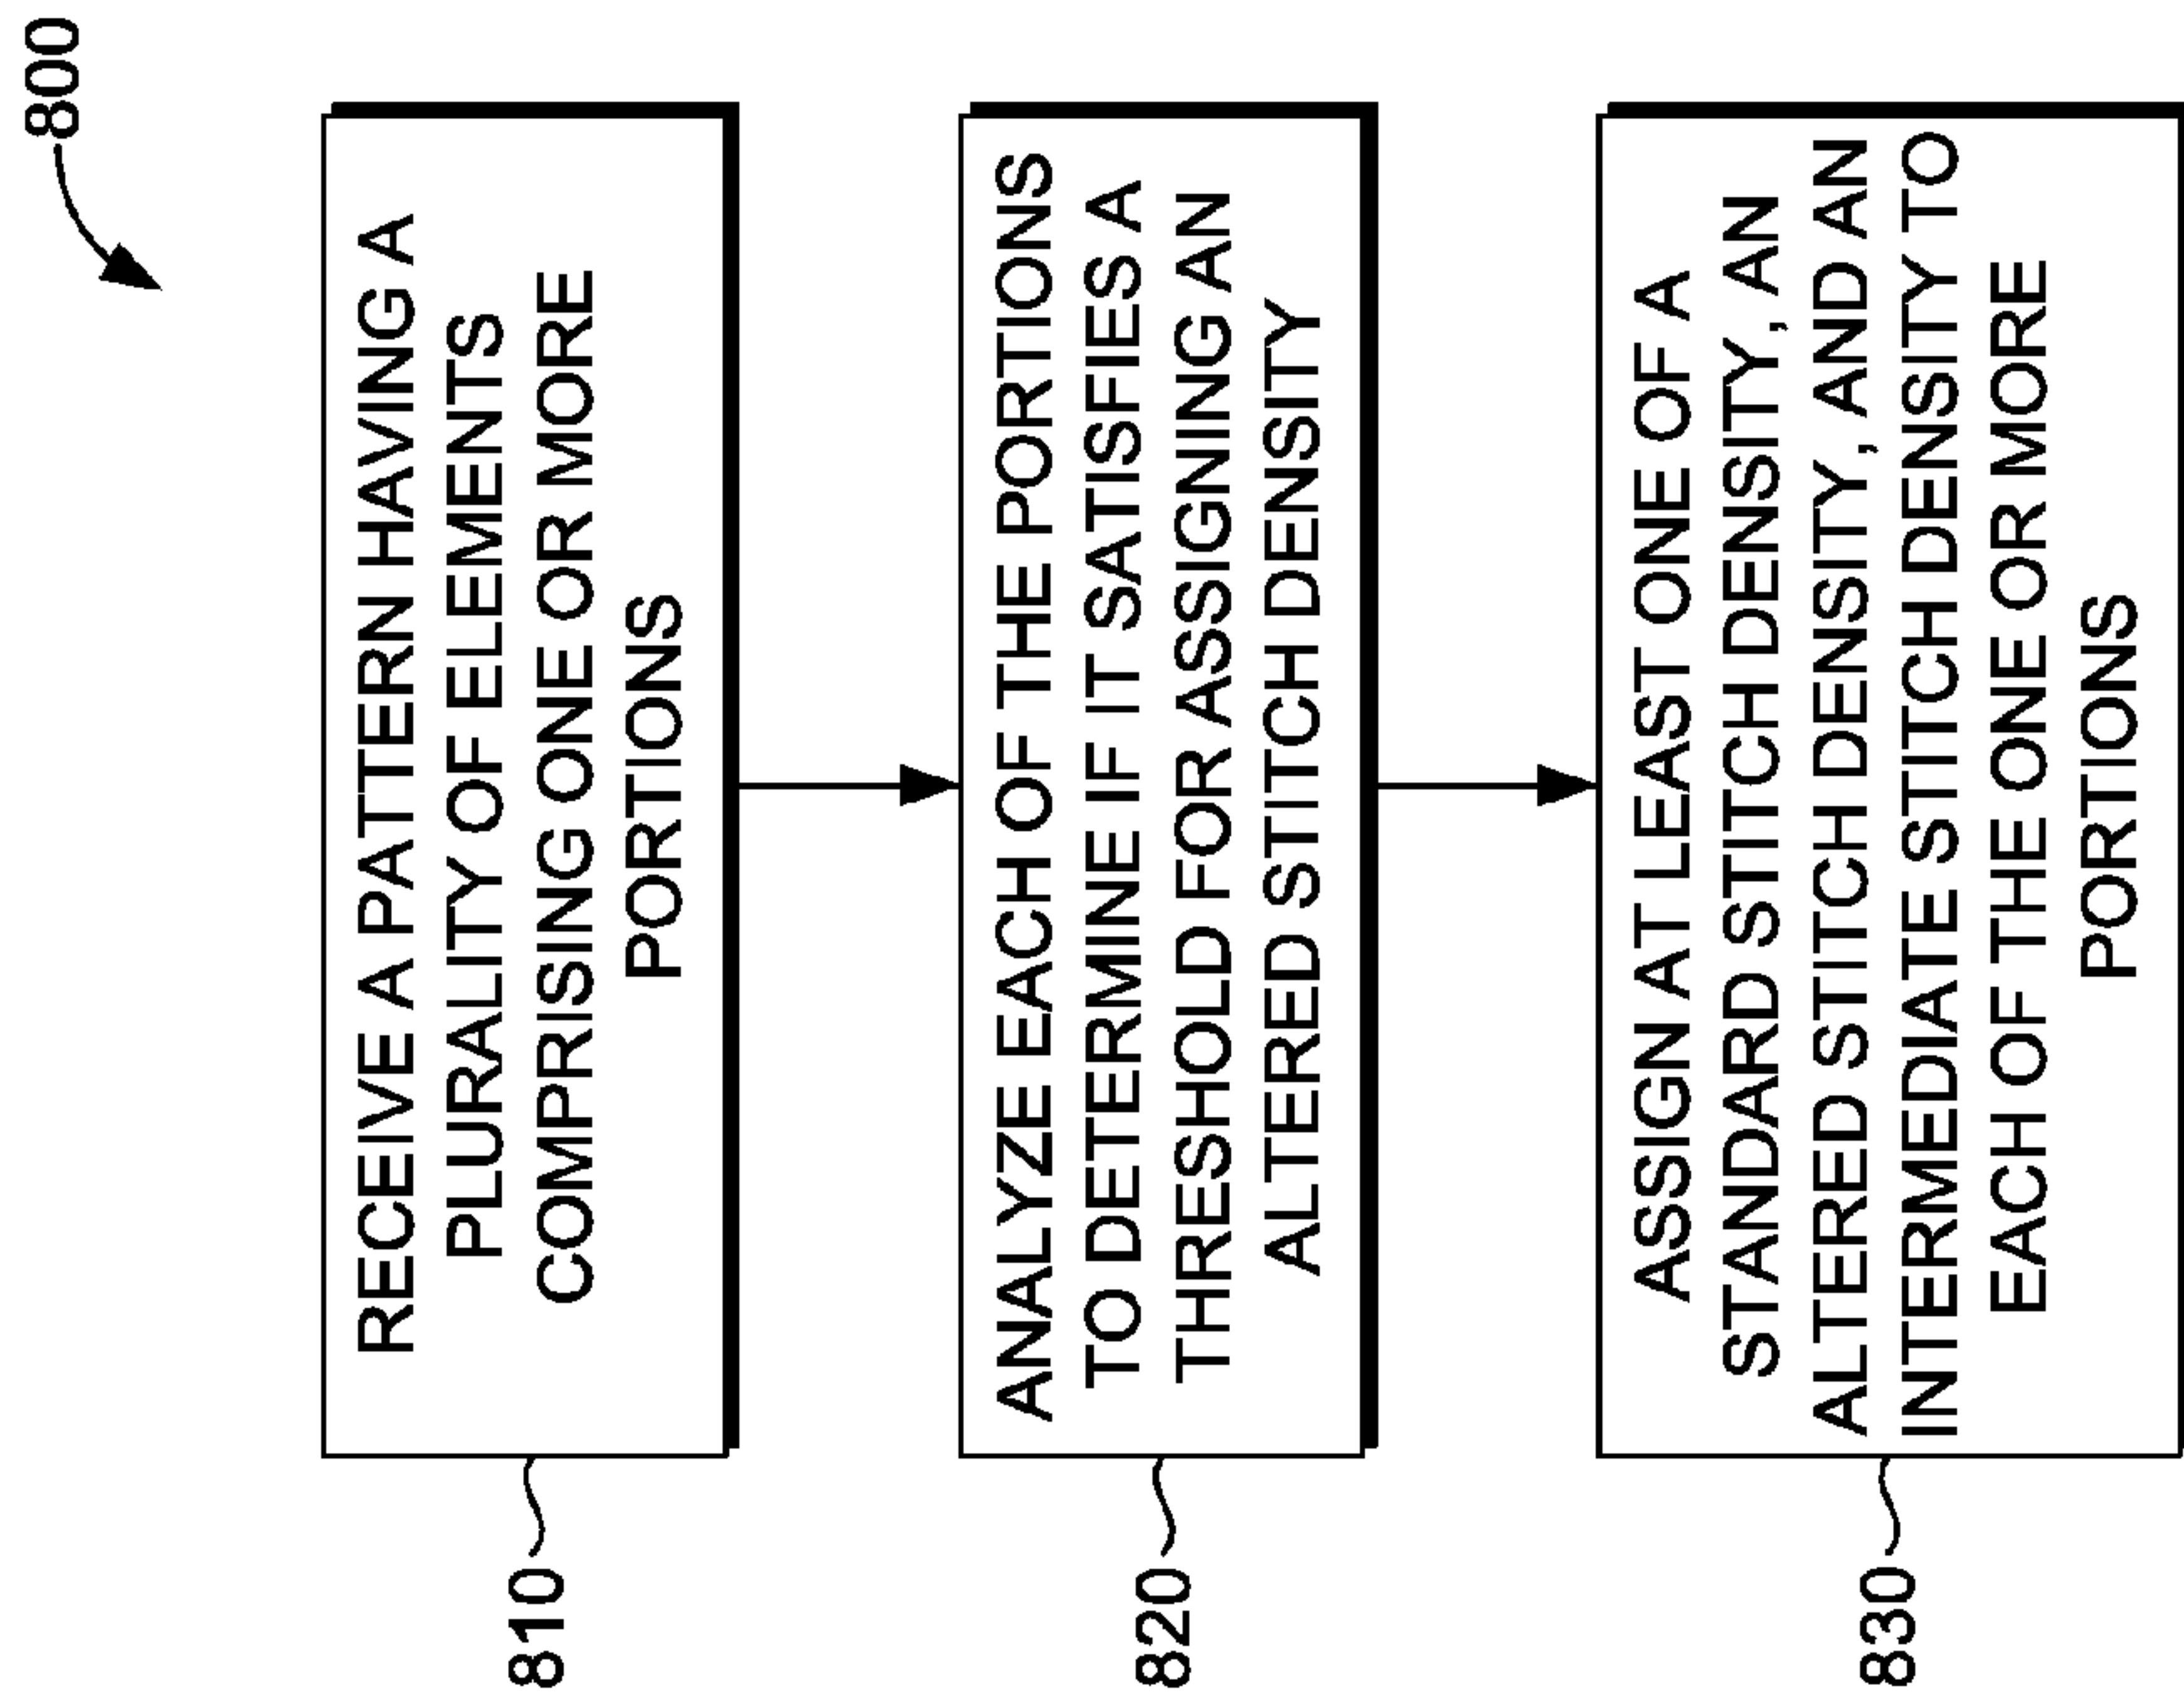 800
810
RECEIVE A PATTERN HAVING A
PLURALITY OF ELEMENTS
COMPRISING ONE OR MORE
PORTIONS
820
ANALYZE EACH OF THE PORTIONS
TO DETERMINE IF IT SATISFIES A
THRESHOLD FOR ASSIGNING AN
ALTERED STITCH DENSITY
830
ASSIGN AT LEAST ONE OF A
STANDARD STITCH DENSITY, AN
ALTERED STITCH DENSITY, AND AN
INTERMEDIATE STITCH DENSITY TO
EACH OF THE ONE OR MORE
PORTIONS